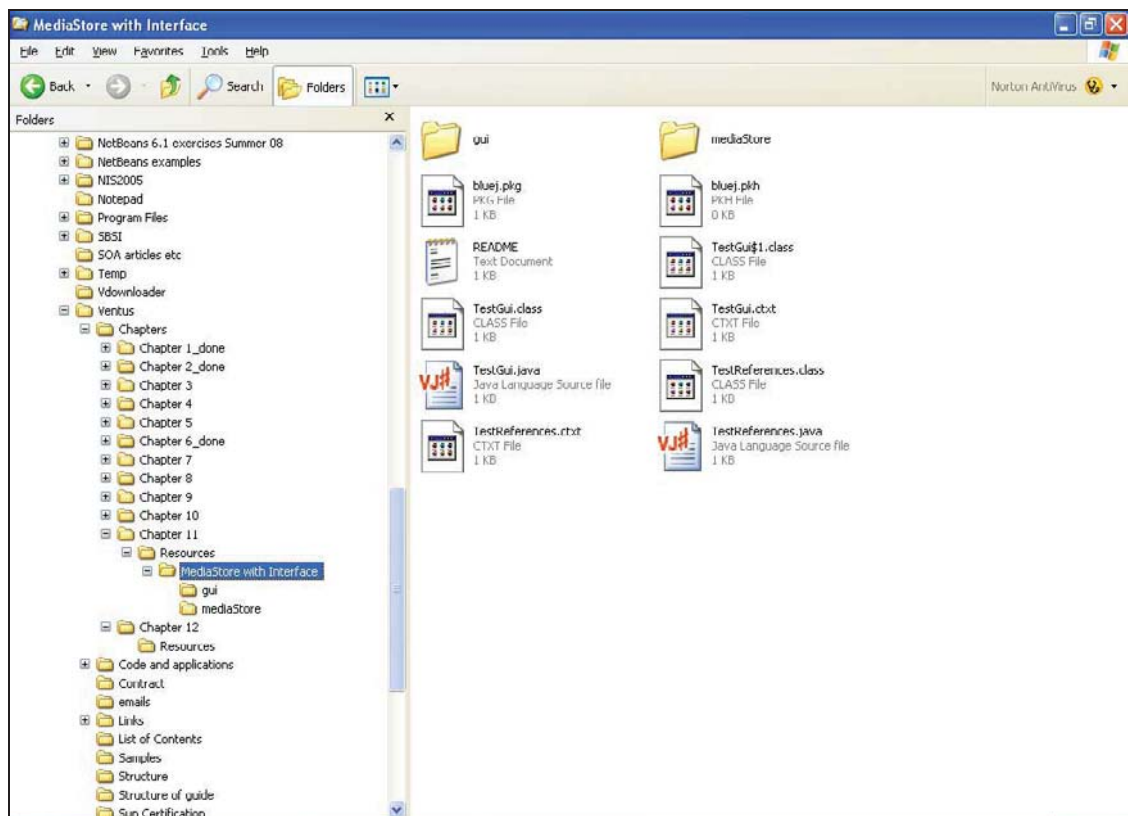 MediaStore with Interface
File Edit View Favorites Tools Help
Back Search Folders Norton AntiVirus
Folders
NetBeans 6.1 exercises Summer 08
NetBeans examples
NIS2005
Notepad
Program Files
SBSI
SOA articles etc
Temp
Vdownloader
Ventus
Chapters
Chapter 1_done
Chapter 2_done
Chapter 3
Chapter 4
Chapter 5
Chapter 6_done
Chapter 7
Chapter 8
Chapter 9
Chapter 10
Chapter 11
Resources
MediaStore with Interface
gui
mediaStore
Chapter 12
Resources
Code and applications
Contract
emails
Links
List of Contents
Samples
Structure
Structure of guide
Sun Certification
gui
mediaStore
bluej.pkg
PKG File
1 KB
bluej.pkh
PKH File
0 KB
README
Text Document
1 KB
TestGui$1.class
CLASS File
1 KB
TestGui.class
CLASS File
1 KB
TestGui.ctxt
CTXT File
1 KB
VJ#
TestGui.java
Java Language Source file
1 KB
TestReferences.class
CLASS File
1 KB
TestReferences.ctxt
CTXT File
1 KB
VJ#
TestReferences.java
Java Language Source file
1 KB